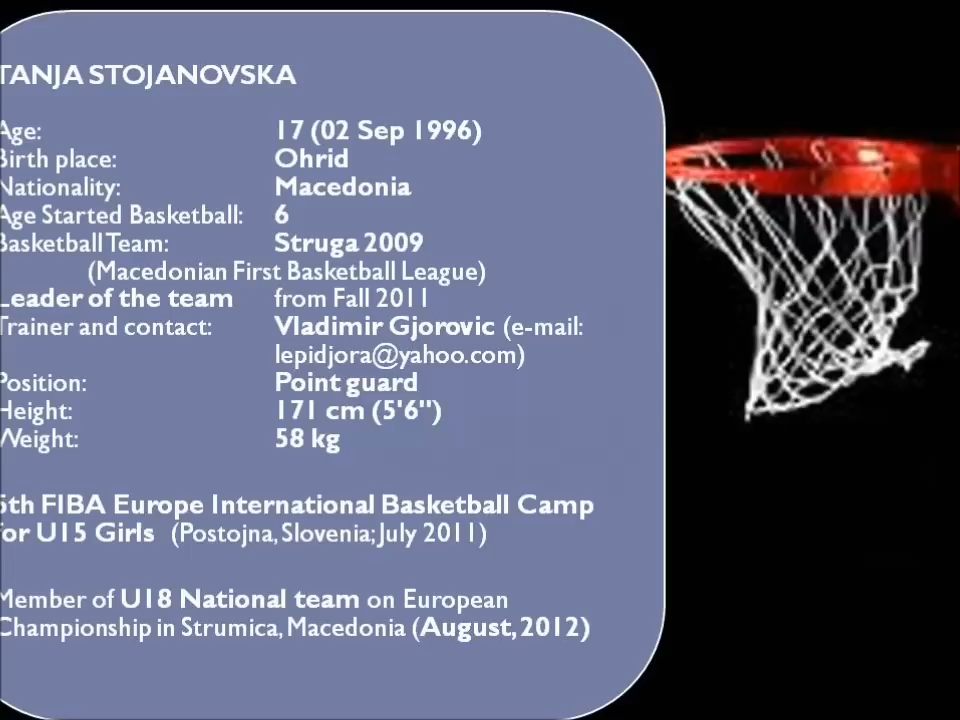 TANJA STOJANOVSKA
Age: 17 (02 Sep 1996)
Birth place: Ohrid
Nationality: Macedonia
Age Started Basketball: 6
Basketball Team: Struga 2009
(Macedonian First Basketball League)
Leader of the team from Fall 2011
Trainer and contact: Vladimir Gjorovic (e-mail:
lepidjora@yahoo.com)
Position: Point guard
Height: 171 cm (5'6")
Weight: 58 kg
5th FIBA Europe International Basketball Camp
for U15 Girls (Postojna, Slovenia; July 2011)
Member of U18 National team on European
Championship in Strumica, Macedonia (August, 2012)